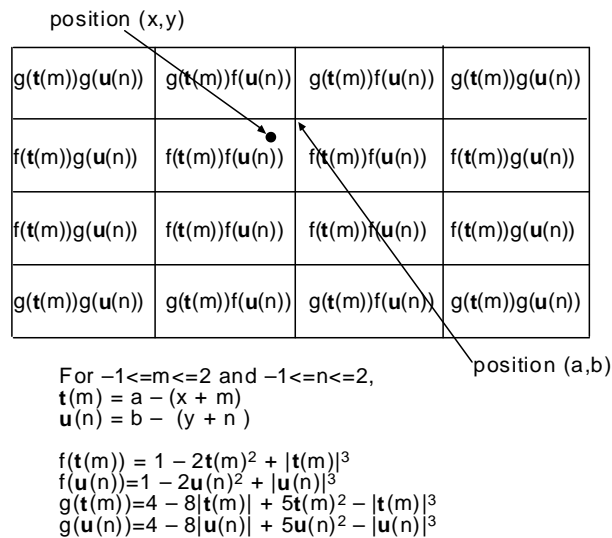 position (x,y)
g(t(m))g(u(n)) g(t(m))f(u(n)) g(t(m))f(u(n)) g(t(m))g(u(n))
f(t(m))g(u(n)) f(t(m))f(u(n)) f(t(m))f(u(n)) f(t(m))g(u(n))
f(t(m))g(u(n)) f(t(m))f(u(n)) f(t(m))f(u(n)) f(t(m))g(u(n))
g(t(m))g(u(n)) g(t(m))f(u(n)) g(t(m))f(u(n)) g(t(m))g(u(n))
position (a,b)
For –1<=m<=2 and –1<=n<=2,
t(m) = a – (x + m)
u(n) = b – (y + n )
f(t(m)) = 1 – 2t(m)² + |t(m)|³
f(u(n))=1 – 2u(n)² + |u(n)|³
g(t(m))=4 – 8|t(m)| + 5t(m)² – |t(m)|³
g(u(n))=4 – 8|u(n)| + 5u(n)² – |u(n)|³